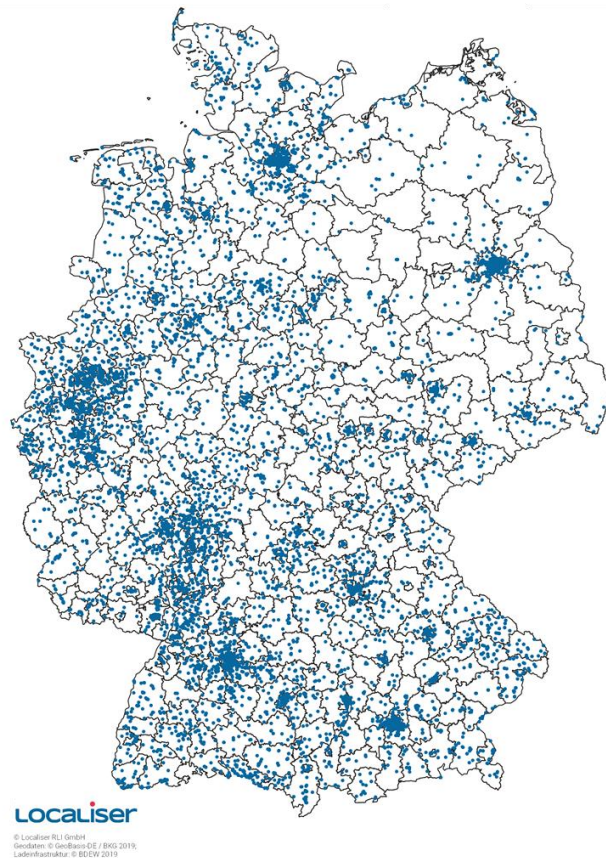 LOCALISER
© Localiser RLI GmbH
Geodaten: © GeoBasis-DE / BKG 2019;
Ladeinfrastruktur: © BDEW 2019